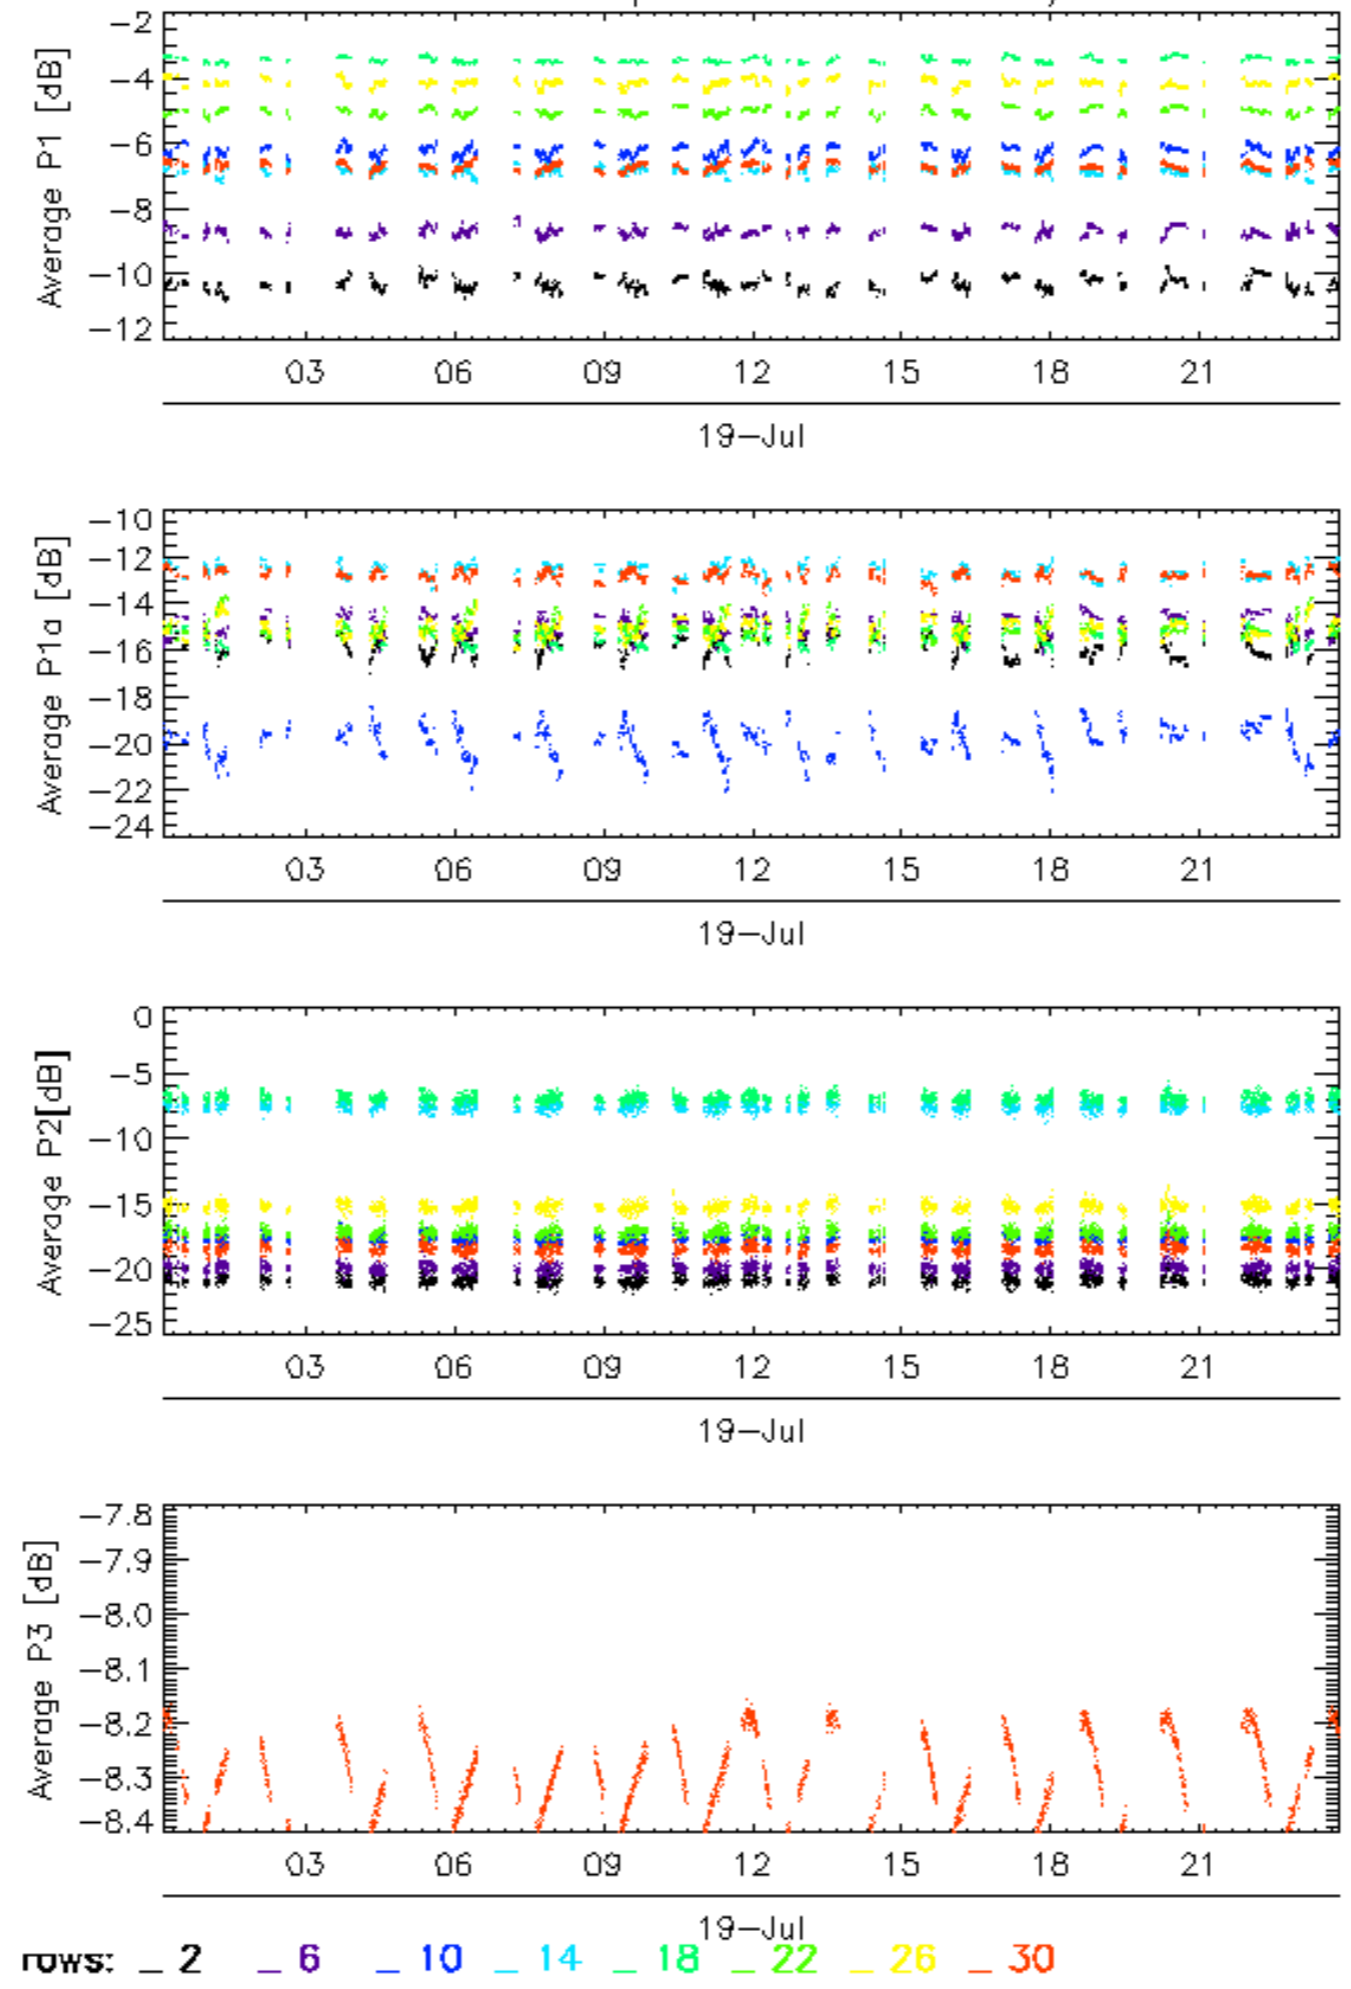 Average P1 [dB]
-2
-4
-6
-8
-10
-12
03 06 09 12 15 18 21
19-Jul
Average P1a [dB]
-10
-12
-14
-16
-18
-20
-22
-24
03 06 09 12 15 18 21
19-Jul
Average P2[dB]
0
-5
-10
-15
-20
-25
03 06 09 12 15 18 21
19-Jul
Average P3 [dB]
-7.8
-7.9
-8.0
-8.1
-8.2
-8.3
-8.4
03 06 09 12 15 18 21
19-Jul
rows: _ 2 _ 6 _ 10 _ 14 _ 18 _ 22 _ 26 _ 30